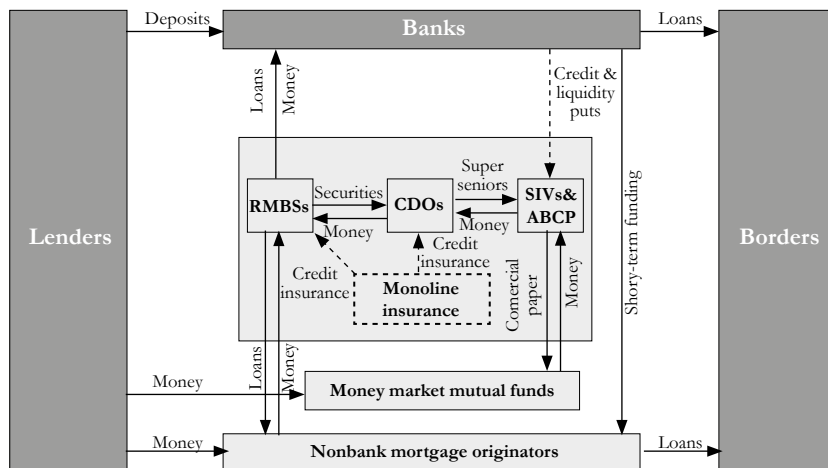 Deposits
Banks
Loans
Lenders
Borders
Loans
Money
Credit &
liquidity
puts
Shory-term funding
RMBSs
Securities
Money
CDOs
Super
seniors
Money
SIVs&
ABCP
Credit
insurance
Credit
insurance
Monoline
insurance
Comercial
paper
Money
Loans
Money
Money
Money market mutual funds
Money
Nonbank mortgage originators
Loans